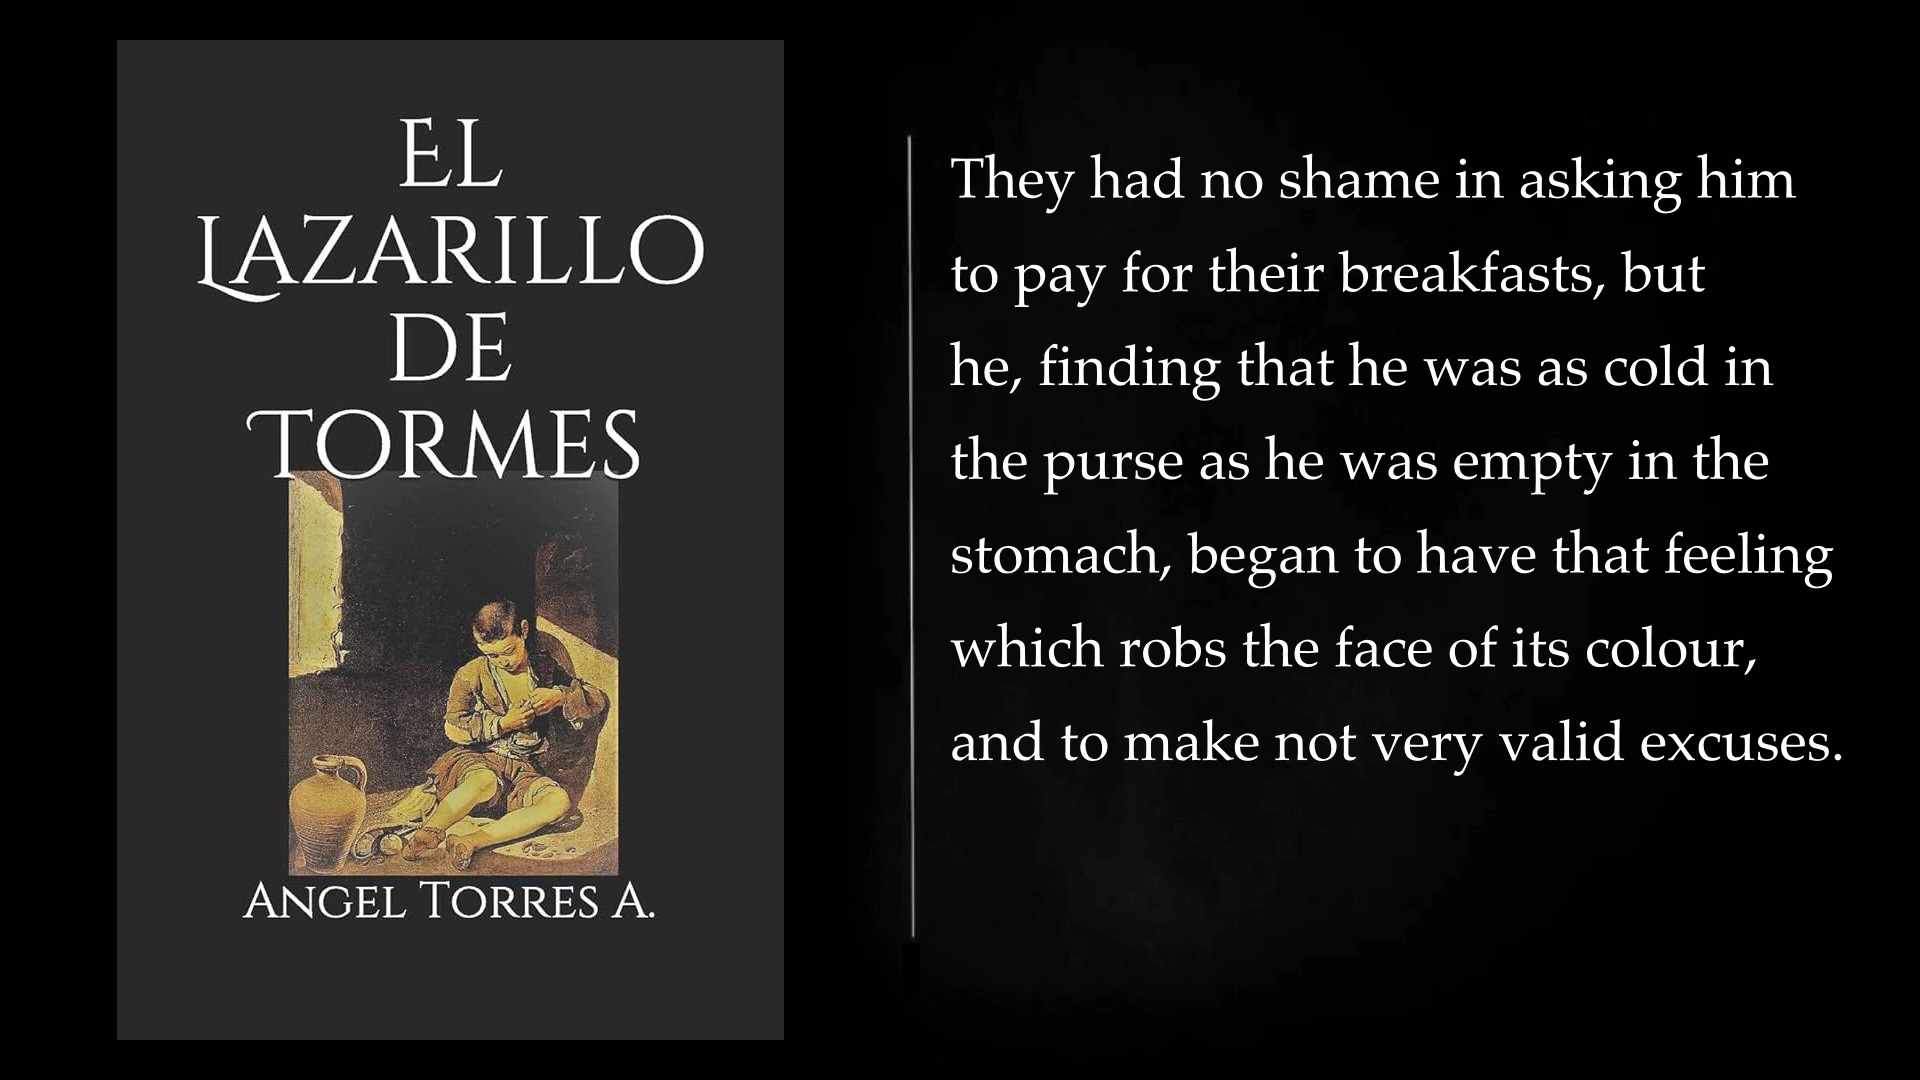 EL
LAZARILLO
DE
TORMES
ANGEL TORRES A.
They had no shame in asking him
to pay for their breakfasts, but
he, finding that he was as cold in
the purse as he was empty in the
stomach, began to have that feeling
which robs the face of its colour,
and to make not very valid excuses.